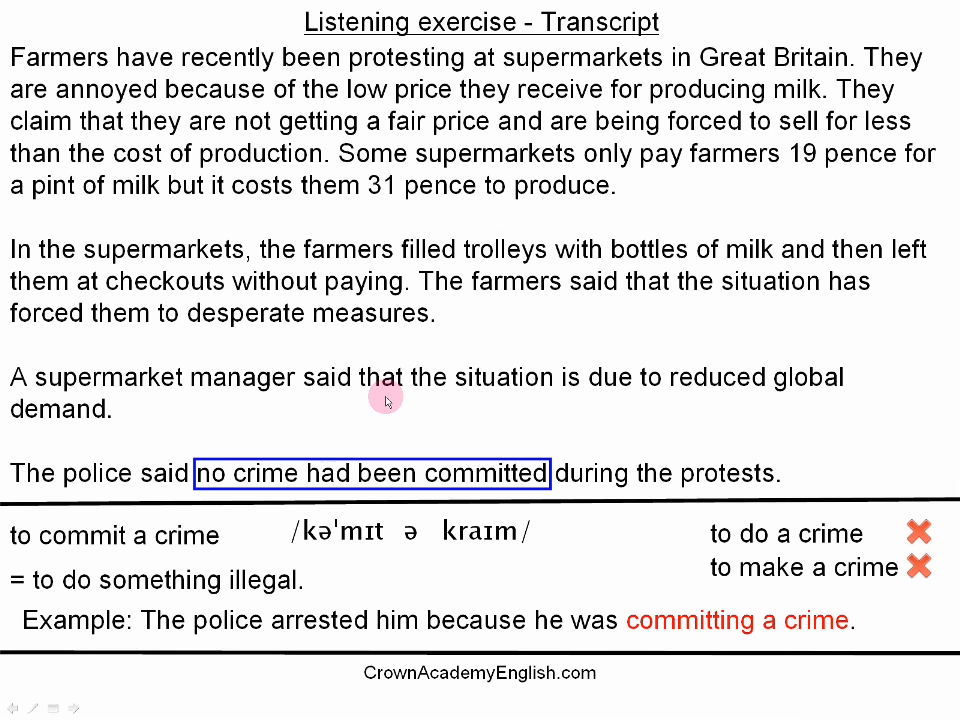 Listening exercise - Transcript
Farmers have recently been protesting at supermarkets in Great Britain. They
are annoyed because of the low price they receive for producing milk. They
claim that they are not getting a fair price and are being forced to sell for less
than the cost of production. Some supermarkets only pay farmers 19 pence for
a pint of milk but it costs them 31 pence to produce.
In the supermarkets, the farmers filled trolleys with bottles of milk and then left
them at checkouts without paying. The farmers said that the situation has
forced them to desperate measures.
A supermarket manager said that the situation is due to reduced global
demand.
The police said no crime had been committed during the protests.
to commit a crime /kəˈmɪt ə kraɪm/
to do a crime
to make a crime
= to do something illegal.
Example: The police arrested him because he was committing a crime.
CrownAcademyEnglish.com